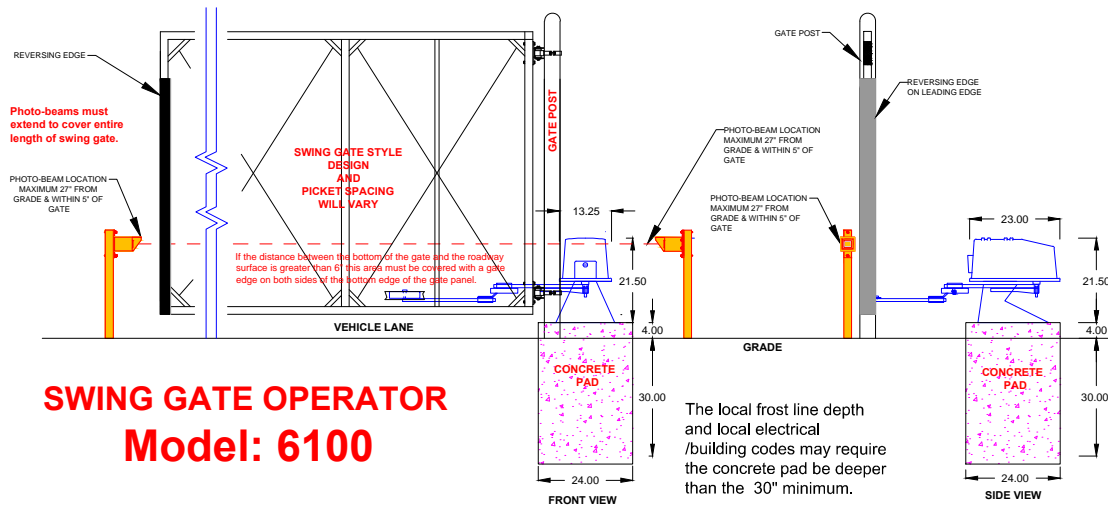 REVERSING EDGE
Photo-beams must
extend to cover entire
length of swing gate.
PHOTO-BEAM LOCATION
MAXIMUM 27" FROM
GRADE & WITHIN 5" OF
GATE
SWING GATE STYLE
DESIGN
AND
PICKET SPACING
WILL VARY
If the distance between the bottom of the gate and the roadway
surface is greater than 6" this area must be covered with a gate
edge on both sides of the bottom edge of the gate panel.
VEHICLE LANE
GATE POST
13.25
21.50
4.00
30.00
CONCRETE
PAD
24.00
FRONT VIEW
GATE POST
REVERSING EDGE
ON LEADING EDGE
PHOTO-BEAM LOCATION
MAXIMUM 27" FROM
GRADE & WITHIN 5" OF
GATE
PHOTO-BEAM LOCATION
MAXIMUM 27" FROM
GRADE & WITHIN 5" OF
GATE
GRADE
23.00
21.50
4.00
30.00
CONCRETE
PAD
24.00
SIDE VIEW
SWING GATE OPERATOR
Model: 6100
The local frost line depth
and local electrical
/building codes may require
the concrete pad be deeper
than the 30" minimum.